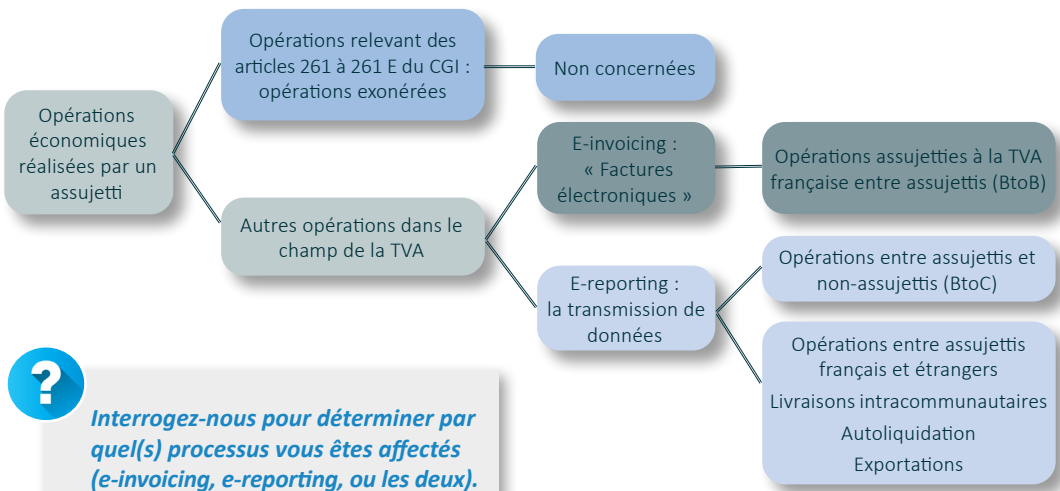 Opérations
économiques
réalisées par un
assujetti
Opérations relevant des
articles 261 à 261 E du CGI :
opérations exonérées
Non concernées
Autres opérations dans le
champ de la TVA
E-invoicing :
« Factures
électroniques »
Opérations assujetties à la TVA
française entre assujettis (BtoB)
E-reporting :
la transmission de
données
Opérations entre assujettis et
non-assujettis (BtoC)
Opérations entre assujettis
français et étrangers
Livraisons intracommunautaires
Autoliquidation
Exportations
?
Interrogez-nous pour déterminer par
quel(s) processus vous êtes affectés
(e-invoicing, e-reporting, ou les deux).